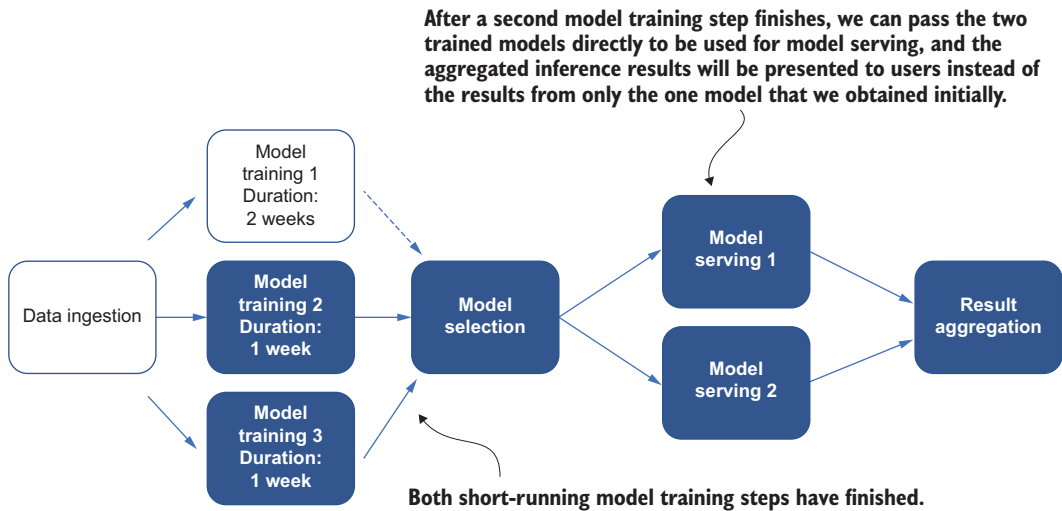 After a second model training step finishes, we can pass the two
trained models directly to be used for model serving, and the
aggregated inference results will be presented to users instead of
the results from only the one model that we obtained initially.
Model
training 1
Duration:
2 weeks
Data ingestion
Model
training 2
Duration:
1 week
Model
training 3
Duration:
1 week
Model
selection
Model
serving 1
Model
serving 2
Result
aggregation
Both short-running model training steps have finished.